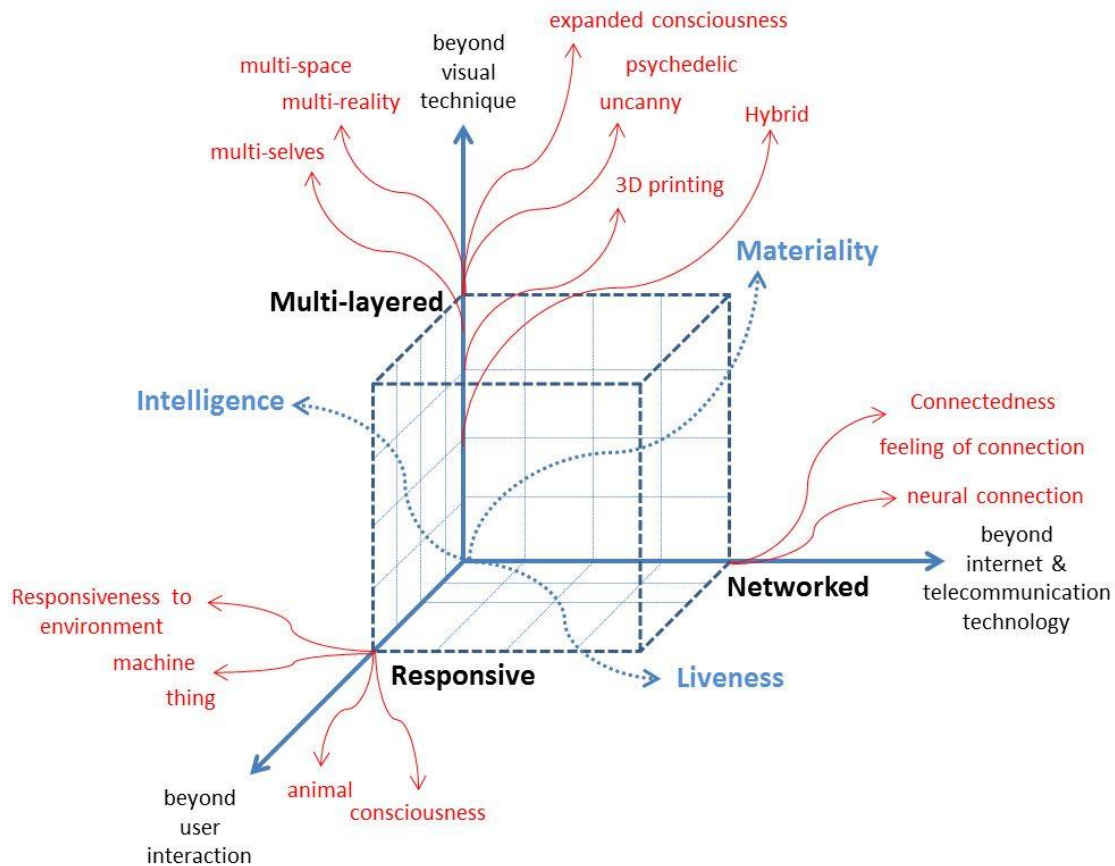 expanded consciousness
beyond
visual
technique
multi-space
psychedelic
multi-reality
uncanny
Hybrid
multi-selves
3D printing
Materiality
Multi-layered
Intelligence
Connectedness
feeling of connection
neural connection
beyond
internet &
telecommunication
technology
Networked
Responsiveness to
environment
machine
thing
Responsive
Liveness
animal
consciousness
beyond
user
interaction